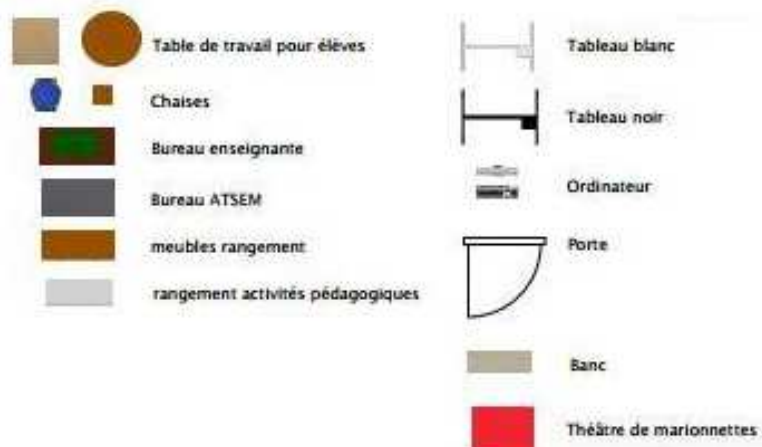 Table de travail pour élèves
Chaises
Bureau enseignante
Bureau ATSEM
meubles rangement
rangement activités pédagogiques
Tableau blanc
Tableau noir
Ordinateur
Porte
Banc
Théâtre de marionnettes